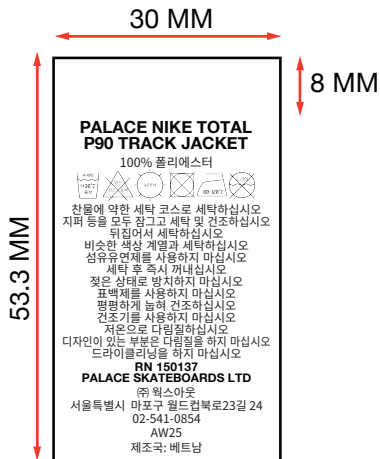 30 MM
8 MM
53.3 MM
PALACE NIKE TOTAL
P90 TRACK JACKET
100% 폴리에스터
찬물에 약한 세탁 코스로 세탁하십시오
지퍼 등을 모두 잠그고 세탁 및 건조하십시오
뒤집어서 세탁하십시오
비슷한 색상 계열과 세탁하십시오
섬유유연제를 사용하지 마십시오
세탁 후 즉시 꺼내십시오
젖은 상태로 방치하지 마십시오
표백제를 사용하지 마십시오
평평하게 눕혀 건조하십시오
건조기를 사용하지 마십시오
저온으로 다림질하십시오
디자인이 있는 부분은 다림질을 하지 마십시오
드라이클리닝을 하지 마십시오
RN 150137
PALACE SKATEBOARDS LTD
㈜ 웍스아웃
서울특별시 마포구 월드컵북로23길 24
02-541-0854
AW25
제조국: 베트남